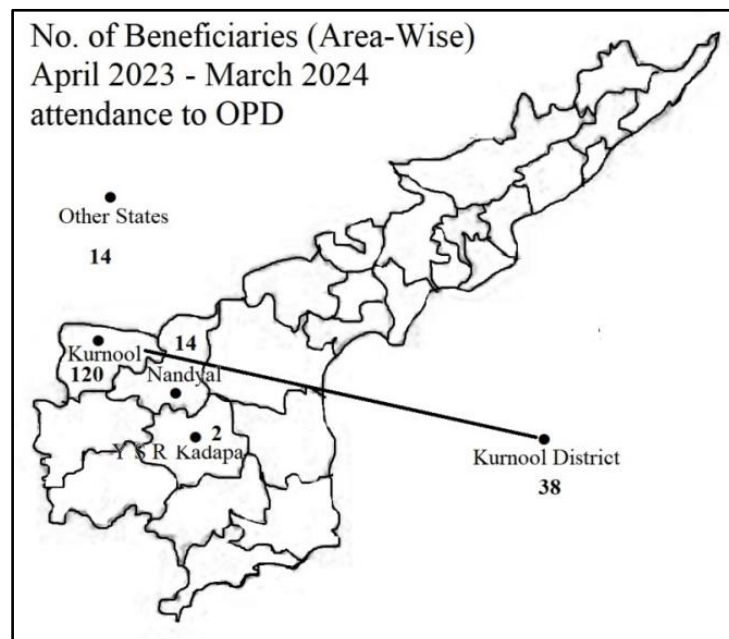 No. of Beneficiaries (Area-Wise)
April 2023 - March 2024
attendance to OPD
Other States
14
Kurnool
120
14
Nandyal
2
Y S R Kadapa
Kurnool District
38